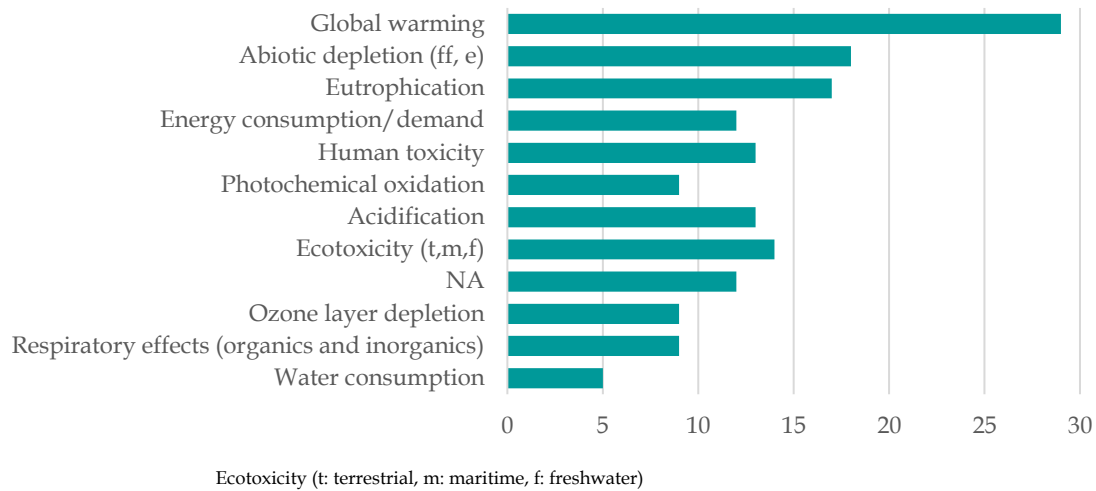 Global warming
Abiotic depletion (ff, e)
Eutrophication
Energy consumption/demand
Human toxicity
Photochemical oxidation
Acidification
Ecotoxicity (t,m,f)
NA
Ozone layer depletion
Respiratory effects (organics and inorganics)
Water consumption
0 5 10 15 20 25 30
Ecotoxicity (t: terrestrial, m: maritime, f: freshwater)